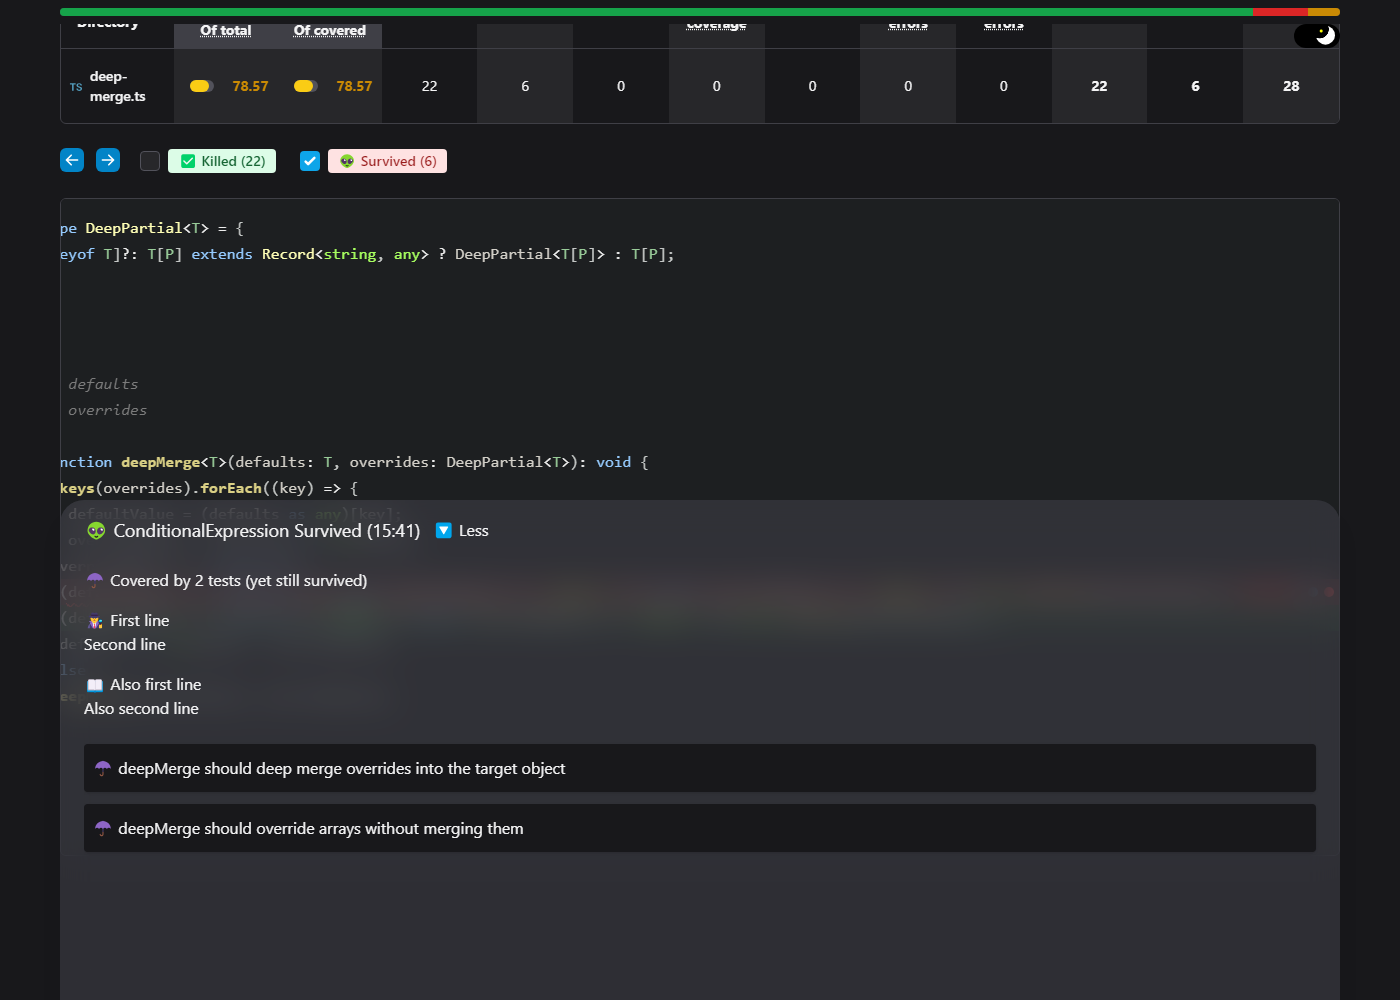 Directory
Of total Of covered coverage errors errors
TS deep-merge.ts 78.57 78.57 22 6 0 0 0 0 0 22 6 28
Killed (22) Survived (6)
pe DeepPartial<T> = {
eyof T]?: T[P] extends Record<string, any> ? DeepPartial<T[P]> : T[P];
defaults
overrides
nction deepMerge<T>(defaults: T, overrides: DeepPartial<T>): void {
keys(overrides).forEach((key) => {
defaultValue = (defaults as any)[key];
ConditionalExpression Survived (15:41) Less
Covered by 2 tests (yet still survived)
First line
Second line
Also first line
Also second line
deepMerge should deep merge overrides into the target object
deepMerge should override arrays without merging them